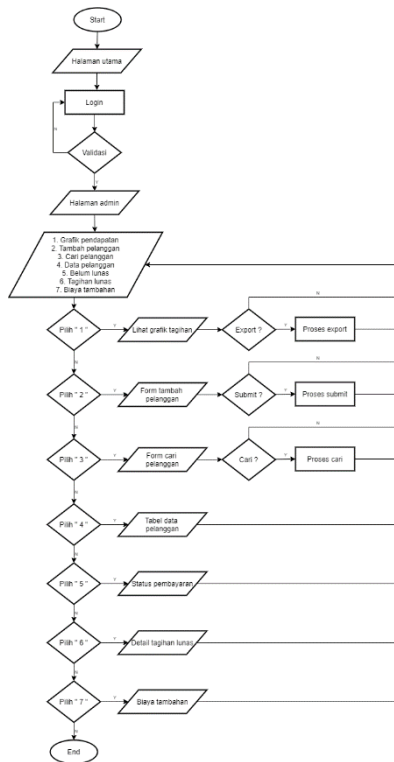 Start
Halaman utama
Login
N
Validasi
Y
Halaman admin
1. Grafik pendapatan
2. Tambah pelanggan
3. Cari pelanggan
4. Data pelanggan
5. Belum lunas
6. Tagihan lunas
7. Biaya tambahan
N
Pilih " 1 "
Y
Lihat grafik tagihan
Export ?
Y
Proses export
N
N
Pilih " 2 "
Y
Form tambah
pelanggan
Submit ?
Y
Proses submit
N
N
Pilih " 3 "
Y
Form cari
pelanggan
Cari ?
Y
Proses cari
N
Pilih " 4 "
Y
Tabel data
pelanggan
N
Pilih " 5 "
Y
Status pembayaran
N
Pilih " 6 "
Y
Detail tagihan lunas
N
Pilih " 7 "
Y
Biaya tambahan
N
End